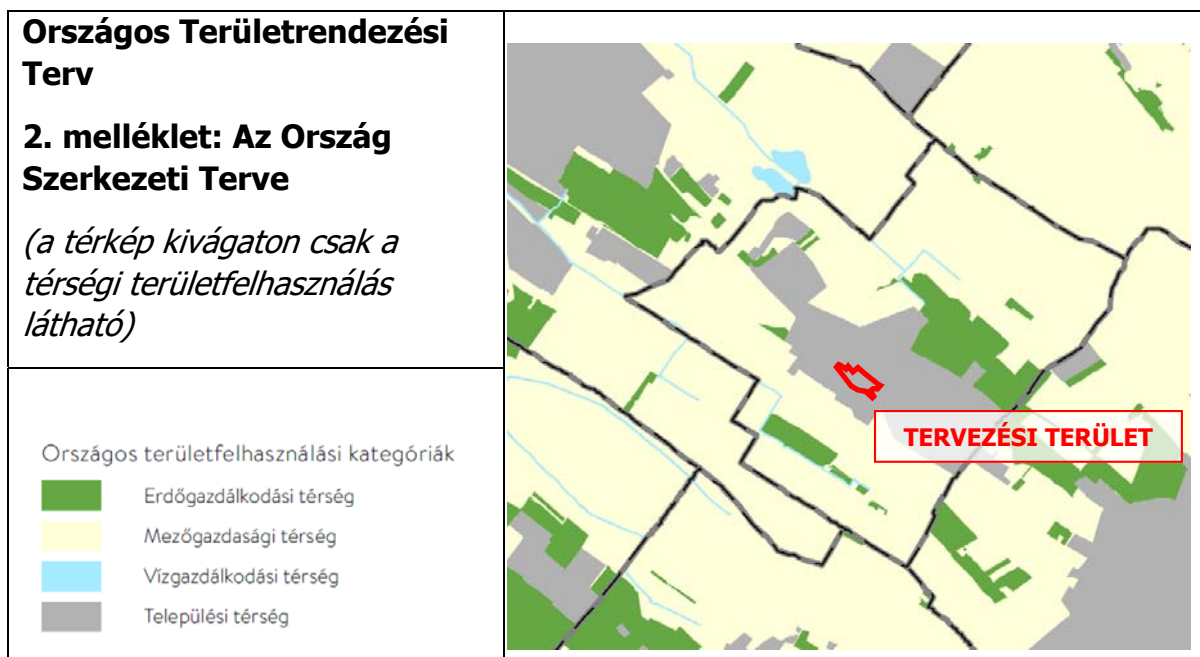 Országos Területrendezési
Terv
2. melléklet: Az Ország
Szerkezeti Terve
(a térkép kivágaton csak a
térségi területfelhasználás
látható)
Országos területfelhasználási kategóriák
Erdőgazdálkodási térség
Mezőgazdasági térség
Vízgazdálkodási térség
Települési térség
TERVEZÉSI TERÜLET